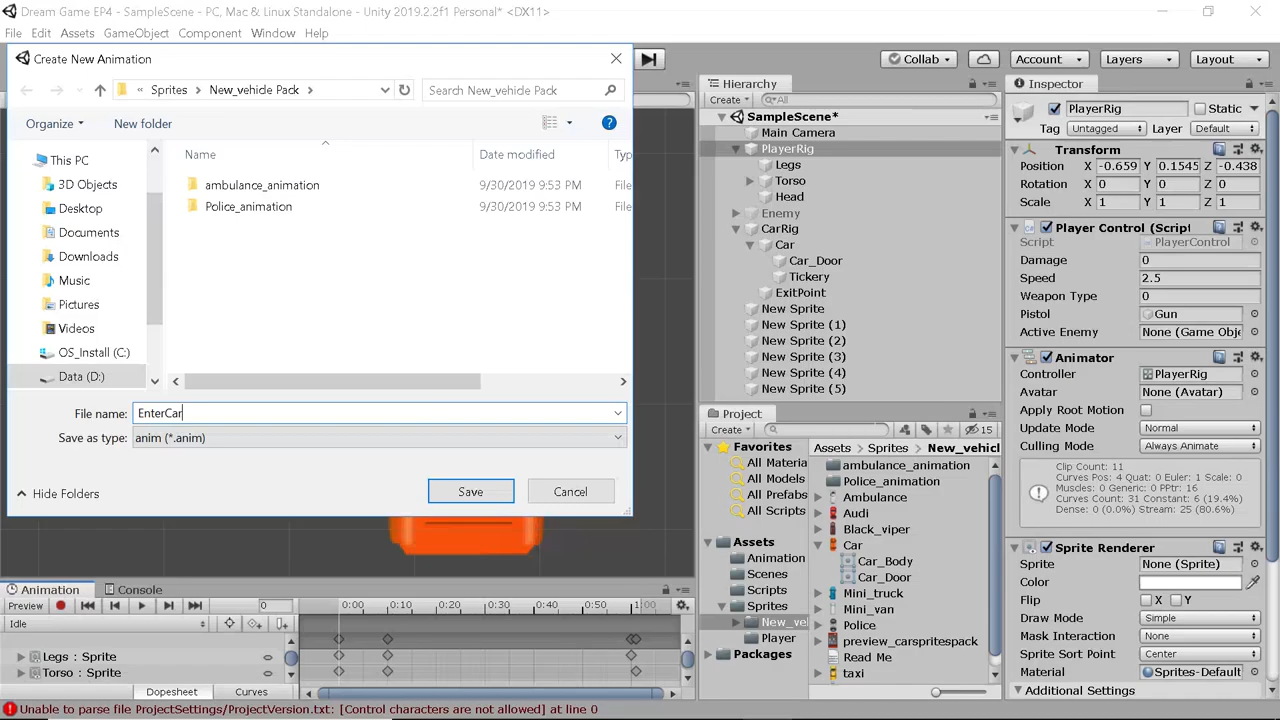 Dream Game EP4 - SampleScene - PC, Mac & Linux Standalone - Unity 2019.2.2f1 Personal* <DX11>
File Edit Assets GameObject Component Window Help
Create New Animation
Collab Account Layers Layout
Sprites New_vehicle Pack Search New_vehicle Pack
Organize New folder
Name Date modified Typ
This PC
3D Objects
Desktop
Documents
Downloads
Music
Pictures
Videos
OS_Install (C:)
Data (D:)
ambulance_animation 9/30/2019 9:53 PM File
Police_animation 9/30/2019 9:53 PM File
File name: EnterCar
Save as type: anim (*.anim)
Hide Folders Save Cancel
Hierarchy
Create All
SampleScene*
Main Camera
PlayerRig
Legs
Torso
Head
Enemy
CarRig
Car
Car_Door
Tickery
ExitPoint
New Sprite
New Sprite (1)
New Sprite (2)
New Sprite (3)
New Sprite (4)
New Sprite (5)
Project
Create 15
Favorites
All Materia
All Models
All Prefabs
All Scripts
Assets
Animation
Scenes
Scripts
Sprites
New_vel
Player
Packages
Assets Sprites New_vehicl
ambulance_animation
Police_animation
Ambulance
Audi
Black_viper
Car
Car_Body
Car_Door
Mini_truck
Mini_van
Police
preview_carspritespack
Read Me
taxi
Inspector
PlayerRig Static
Tag Untagged Layer Default
Transform
Position X -0.659 Y 0.1545 Z -0.438
Rotation X 0 Y 0 Z 0
Scale X 1 Y 1 Z 1
Player Control (Script
Script PlayerControl
Damage 0
Speed 2.5
Weapon Type 0
Pistol Gun
Active Enemy None (Game Obje
Animator
Controller PlayerRig
Avatar None (Avatar)
Apply Root Motion
Update Mode Normal
Culling Mode Always Animate
Clip Count: 11
Curves Pos: 4 Quat: 0 Euler: 1 Scale: 0
Muscles: 0 Generic: 0 PPtr: 16
Curves Count: 31 Constant: 6 (19.4%)
Dense: 0 (0.0%) Stream: 25 (80.6%)
Sprite Renderer
Sprite None (Sprite)
Color
Flip X Y
Draw Mode Simple
Mask Interaction None
Sprite Sort Point Center
Material Sprites-Default
Additional Settings
Animation Console
Preview 0 0:00 0:10 0:20 0:30 0:40 0:50 1:00
Idle
Legs : Sprite
Torso : Sprite
Dopesheet Curves
Unable to parse file ProjectSettings/ProjectVersion.txt: [Control characters are not allowed] at line 0